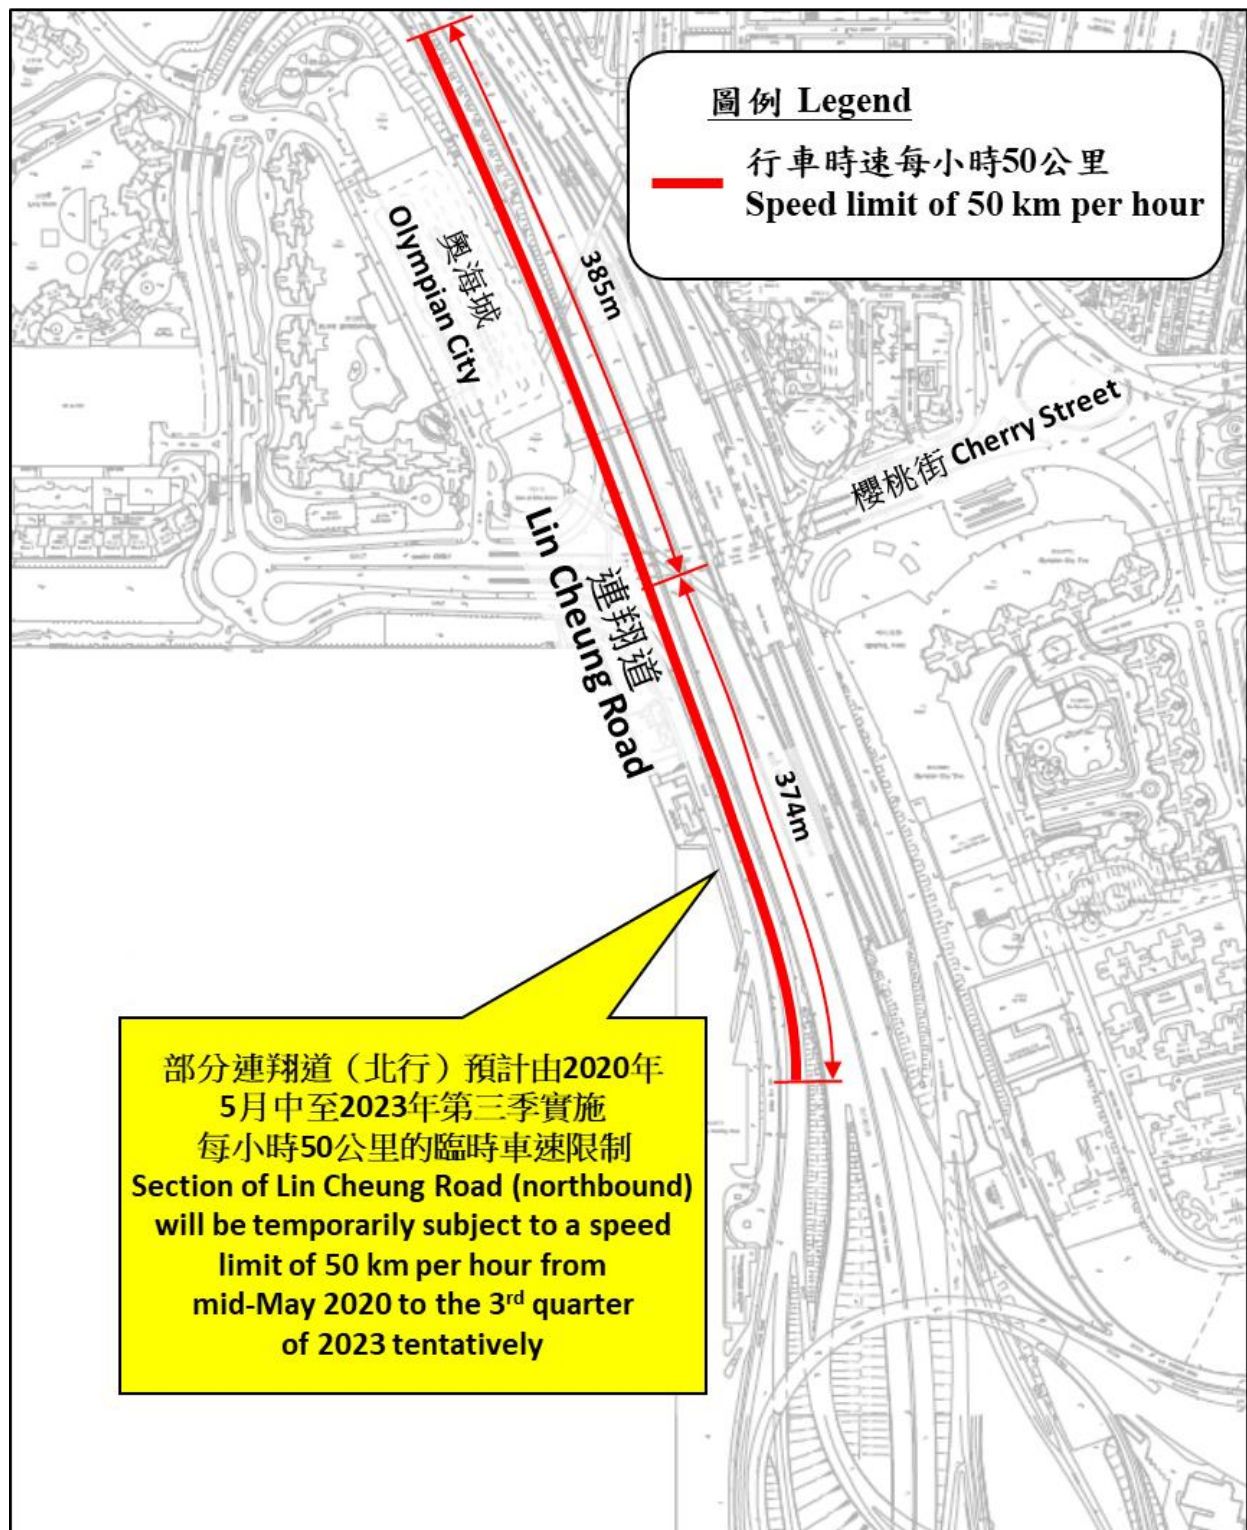 圖例 Legend
行車時速每小時50公里
Speed limit of 50 km per hour
385m
奧海城
Olympian City
櫻桃街 Cherry Street
連翔道
Lin Cheung Road
374m
部分連翔道（北行）預計由2020年
5月中至2023年第三季實施
每小時50公里的臨時車速限制
Section of Lin Cheung Road (northbound)
will be temporarily subject to a speed
limit of 50 km per hour from
mid-May 2020 to the 3rd quarter
of 2023 tentatively